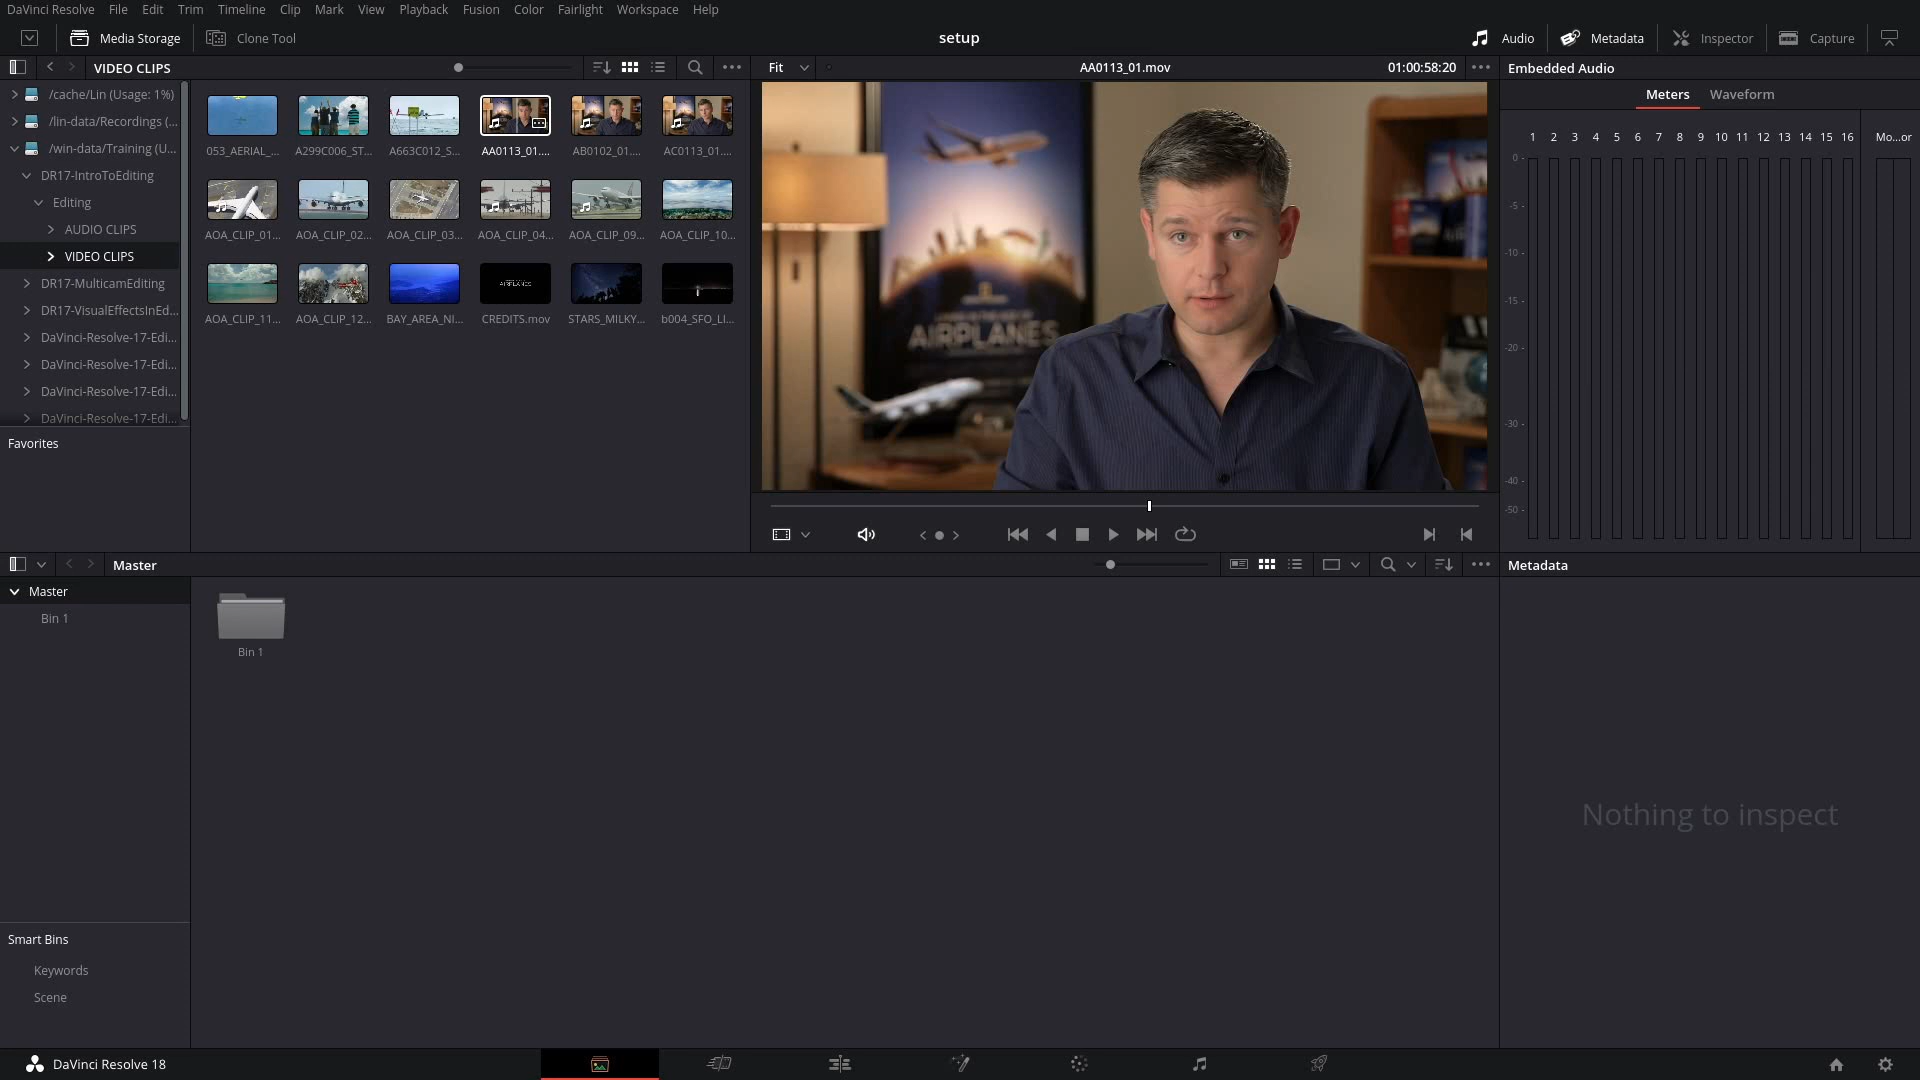 DaVinci Resolve File Edit Trim Timeline Clip Mark View Playback Fusion Color Fairlight Workspace Help
Media Storage Clone Tool setup Audio Metadata Inspector Capture
VIDEO CLIPS Fit AA0113_01.mov 01:00:58:20 Embedded Audio
Meters Waveform
/cache/Lin (Usage: 1%)
/lin-data/Recordings (...
/win-data/Training (U...
DR17-IntroToEditing
Editing
AUDIO CLIPS
VIDEO CLIPS
DR17-MulticamEditing
DR17-VisualEffectsInEd...
DaVinci-Resolve-17-Edi...
DaVinci-Resolve-17-Edi...
DaVinci-Resolve-17-Edi...
DaVinci-Resolve-17-Edi...
Favorites
053_AERIAL_... A299C006_ST... A663C012_S... AA0113_01.... AB0102_01.... AC0113_01....
AOA_CLIP_01... AOA_CLIP_02... AOA_CLIP_03... AOA_CLIP_04... AOA_CLIP_09... AOA_CLIP_10...
AIRPLANES
AOA_CLIP_11... AOA_CLIP_12... BAY_AREA_NI... CREDITS.mov STARS_MILKY... b004_SFO_LI...
AIRPLANES
1 2 3 4 5 6 7 8 9 10 11 12 13 14 15 16 Mo...or
0 -
-5 -
-10 -
-15 -
-20 -
-30 -
-40 -
-50 -
Master Metadata
Master
Bin 1
Bin 1
Nothing to inspect
Smart Bins
Keywords
Scene
DaVinci Resolve 18